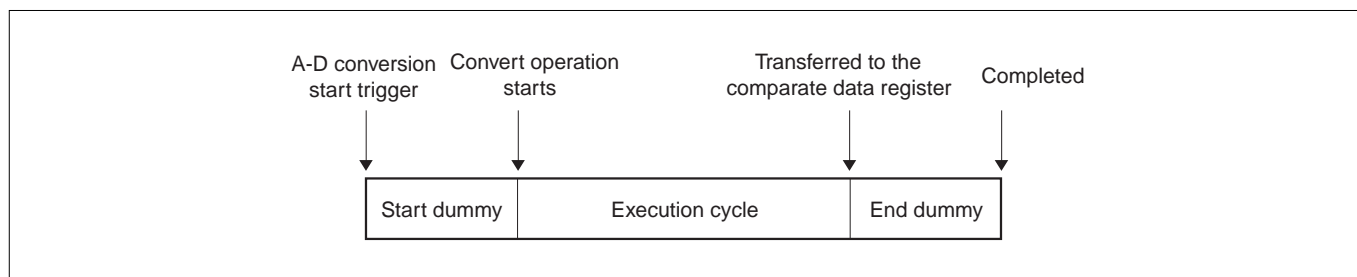 A-D conversion
start trigger
Convert operation
starts
Transferred to the
comparate data register
Completed
Start dummy
Execution cycle
End dummy